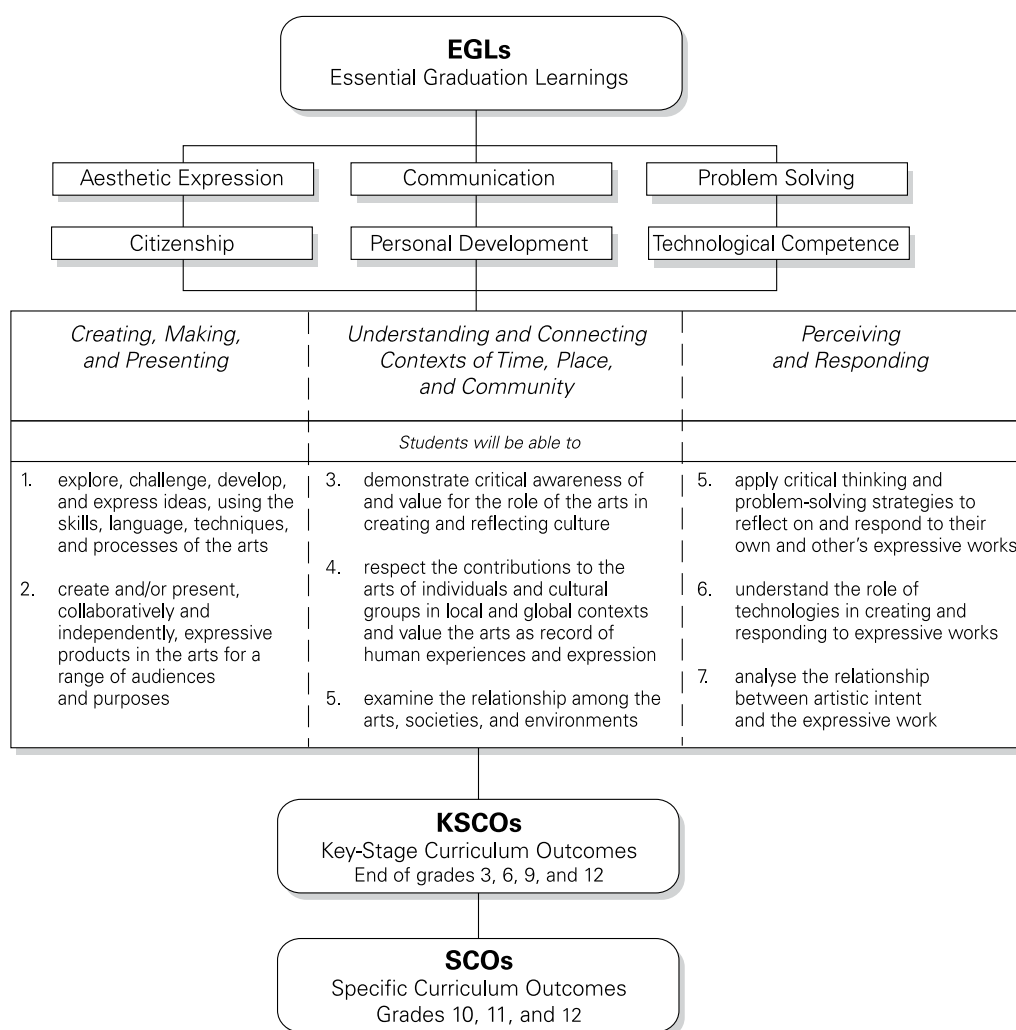 EGLs
Essential Graduation Learnings
Aesthetic Expression
Communication
Problem Solving
Citizenship
Personal Development
Technological Competence
Creating, Making,
and Presenting
Understanding and Connecting
Contexts of Time, Place,
and Community
Perceiving
and Responding
Students will be able to
1. explore, challenge, develop,
and express ideas, using the
skills, language, techniques,
and processes of the arts
2. create and/or present,
collaboratively and
independently, expressive
products in the arts for a
range of audiences
and purposes
3. demonstrate critical awareness of
and value for the role of the arts in
creating and reflecting culture
4. respect the contributions to the
arts of individuals and cultural
groups in local and global contexts
and value the arts as record of
human experiences and expression
5. examine the relationship among the
arts, societies, and environments
5. apply critical thinking and
problem-solving strategies to
reflect on and respond to their
own and other's expressive works
6. understand the role of
technologies in creating and
responding to expressive works
7. analyse the relationship
between artistic intent
and the expressive work
KSCOs
Key-Stage Curriculum Outcomes
End of grades 3, 6, 9, and 12
SCOs
Specific Curriculum Outcomes
Grades 10, 11, and 12